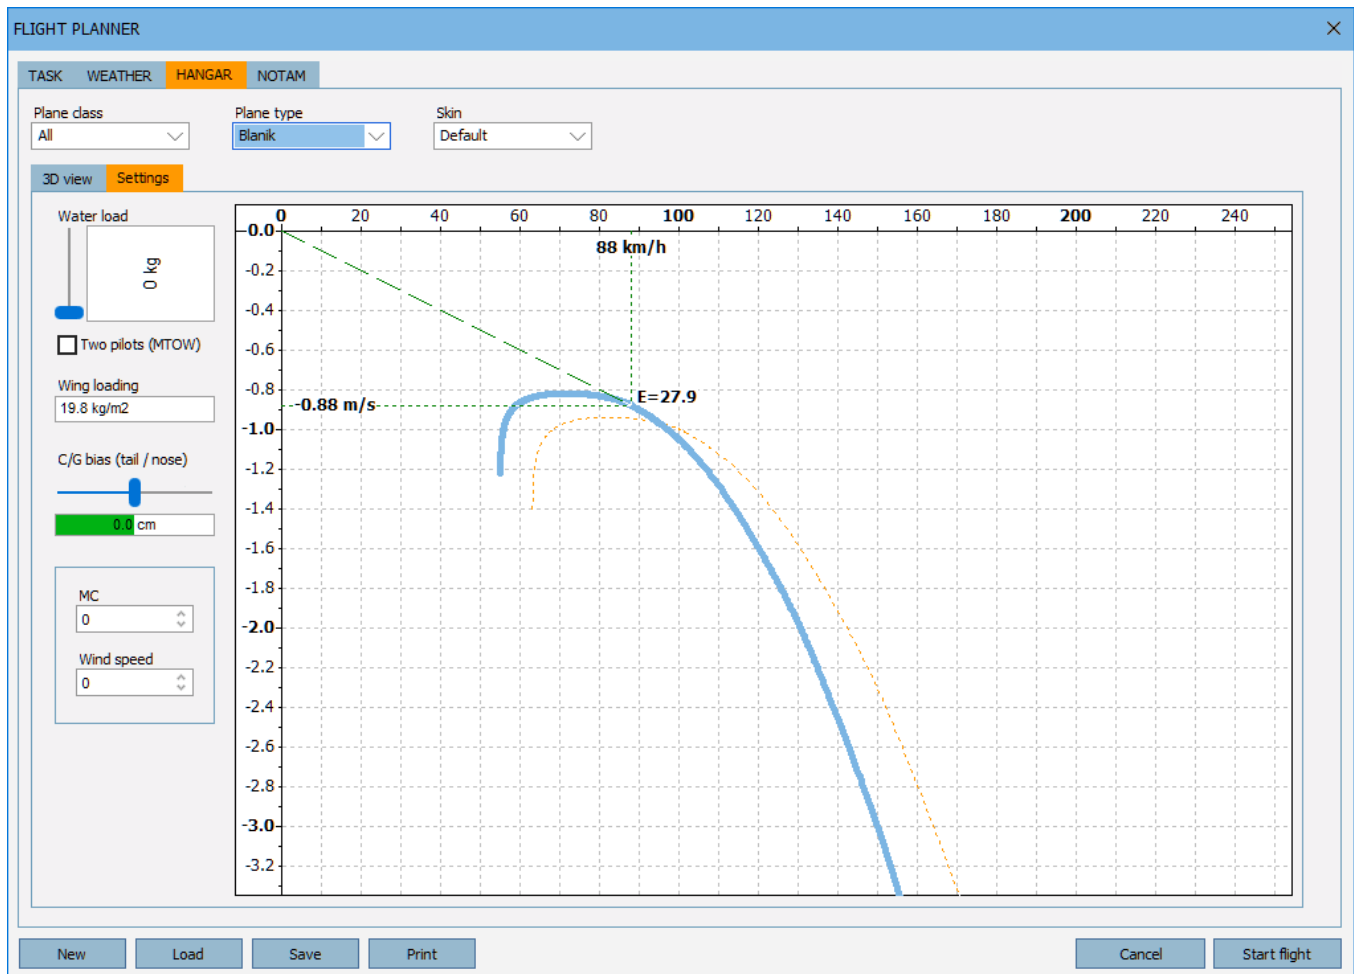 FLIGHT PLANNER
TASK WEATHER HANGAR NOTAM
Plane class Plane type Skin
All Blanik Default
3D view Settings
Water load
0 kg
Two pilots (MTOW)
Wing loading
19.8 kg/m2
C/G bias (tail / nose)
0.0 cm
MC
0
Wind speed
0
0 20 40 60 80 100 120 140 160 180 200 220 240
-0.0
88 km/h
-0.2
-0.4
-0.6
-0.8
E=27.9
-0.88 m/s
-1.0
-1.2
-1.4
-1.6
-1.8
-2.0
-2.2
-2.4
-2.6
-2.8
-3.0
-3.2
New Load Save Print Cancel Start flight